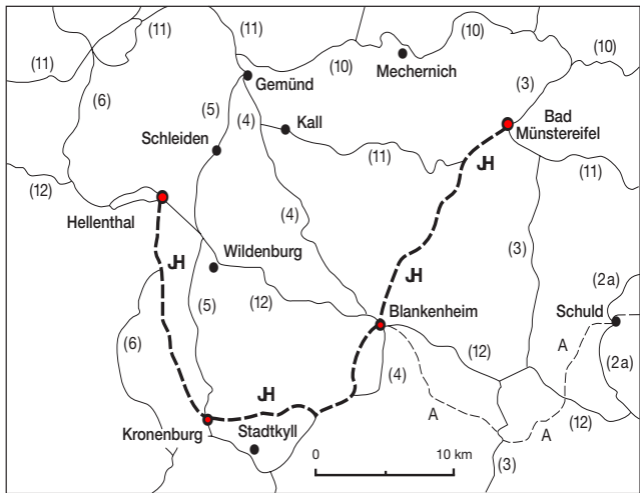 (11)
(11)
(11)
(10)
(10)
(10)
Mechernich
(6)
Gemünd
(3)
(5)
(4)
Kall
Bad
Münstereifel
Schleiden
(11)
JH
(11)
(12)
Hellenthal
(4)
(3)
Wildenburg
JH
JH
(12)
(2a)
(5)
Blankenheim
Schuld
(6)
(12)
A
(2a)
JH
(4)
A
(12)
Kronenburg
Stadtkyll
A
(3)
0
10 km